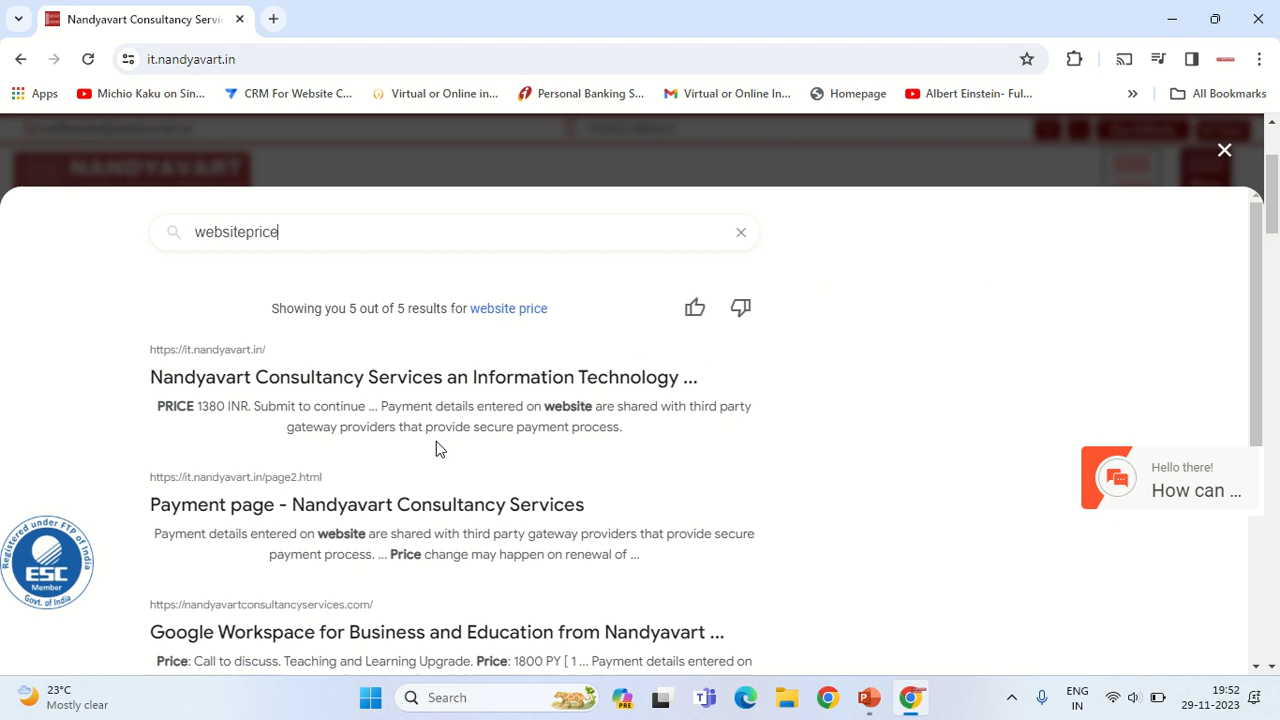 Nandyavart Consultancy Servi
it.nandyavart.in
Apps
Michio Kaku on Sin...
CRM For Website C...
Virtual or Online in...
Personal Banking S...
Virtual or Online In...
Homepage
Albert Einstein- Ful...
All Bookmarks
NANDYAVART
websiteprice
Showing you 5 out of 5 results for website price
https://it.nandyavart.in/
Nandyavart Consultancy Services an Information Technology ...
PRICE 1380 INR. Submit to continue ... Payment details entered on website are shared with third party
gateway providers that provide secure payment process.
https://it.nandyavart.in/page2.html
Payment page - Nandyavart Consultancy Services
Payment details entered on website are shared with third party gateway providers that provide secure
payment process. ... Price change may happen on renewal of ...
https://nandyavartconsultancyservices.com/
Google Workspace for Business and Education from Nandyavart ...
Price: Call to discuss. Teaching and Learning Upgrade. Price: 1800 PY [ 1 ... Payment details entered on
Hello there!
How can ...
Registered under FTP of India
ESC
Member
Govt. of India
23°C
Mostly clear
Search
PRE
ENG
IN
19:52
29-11-2023